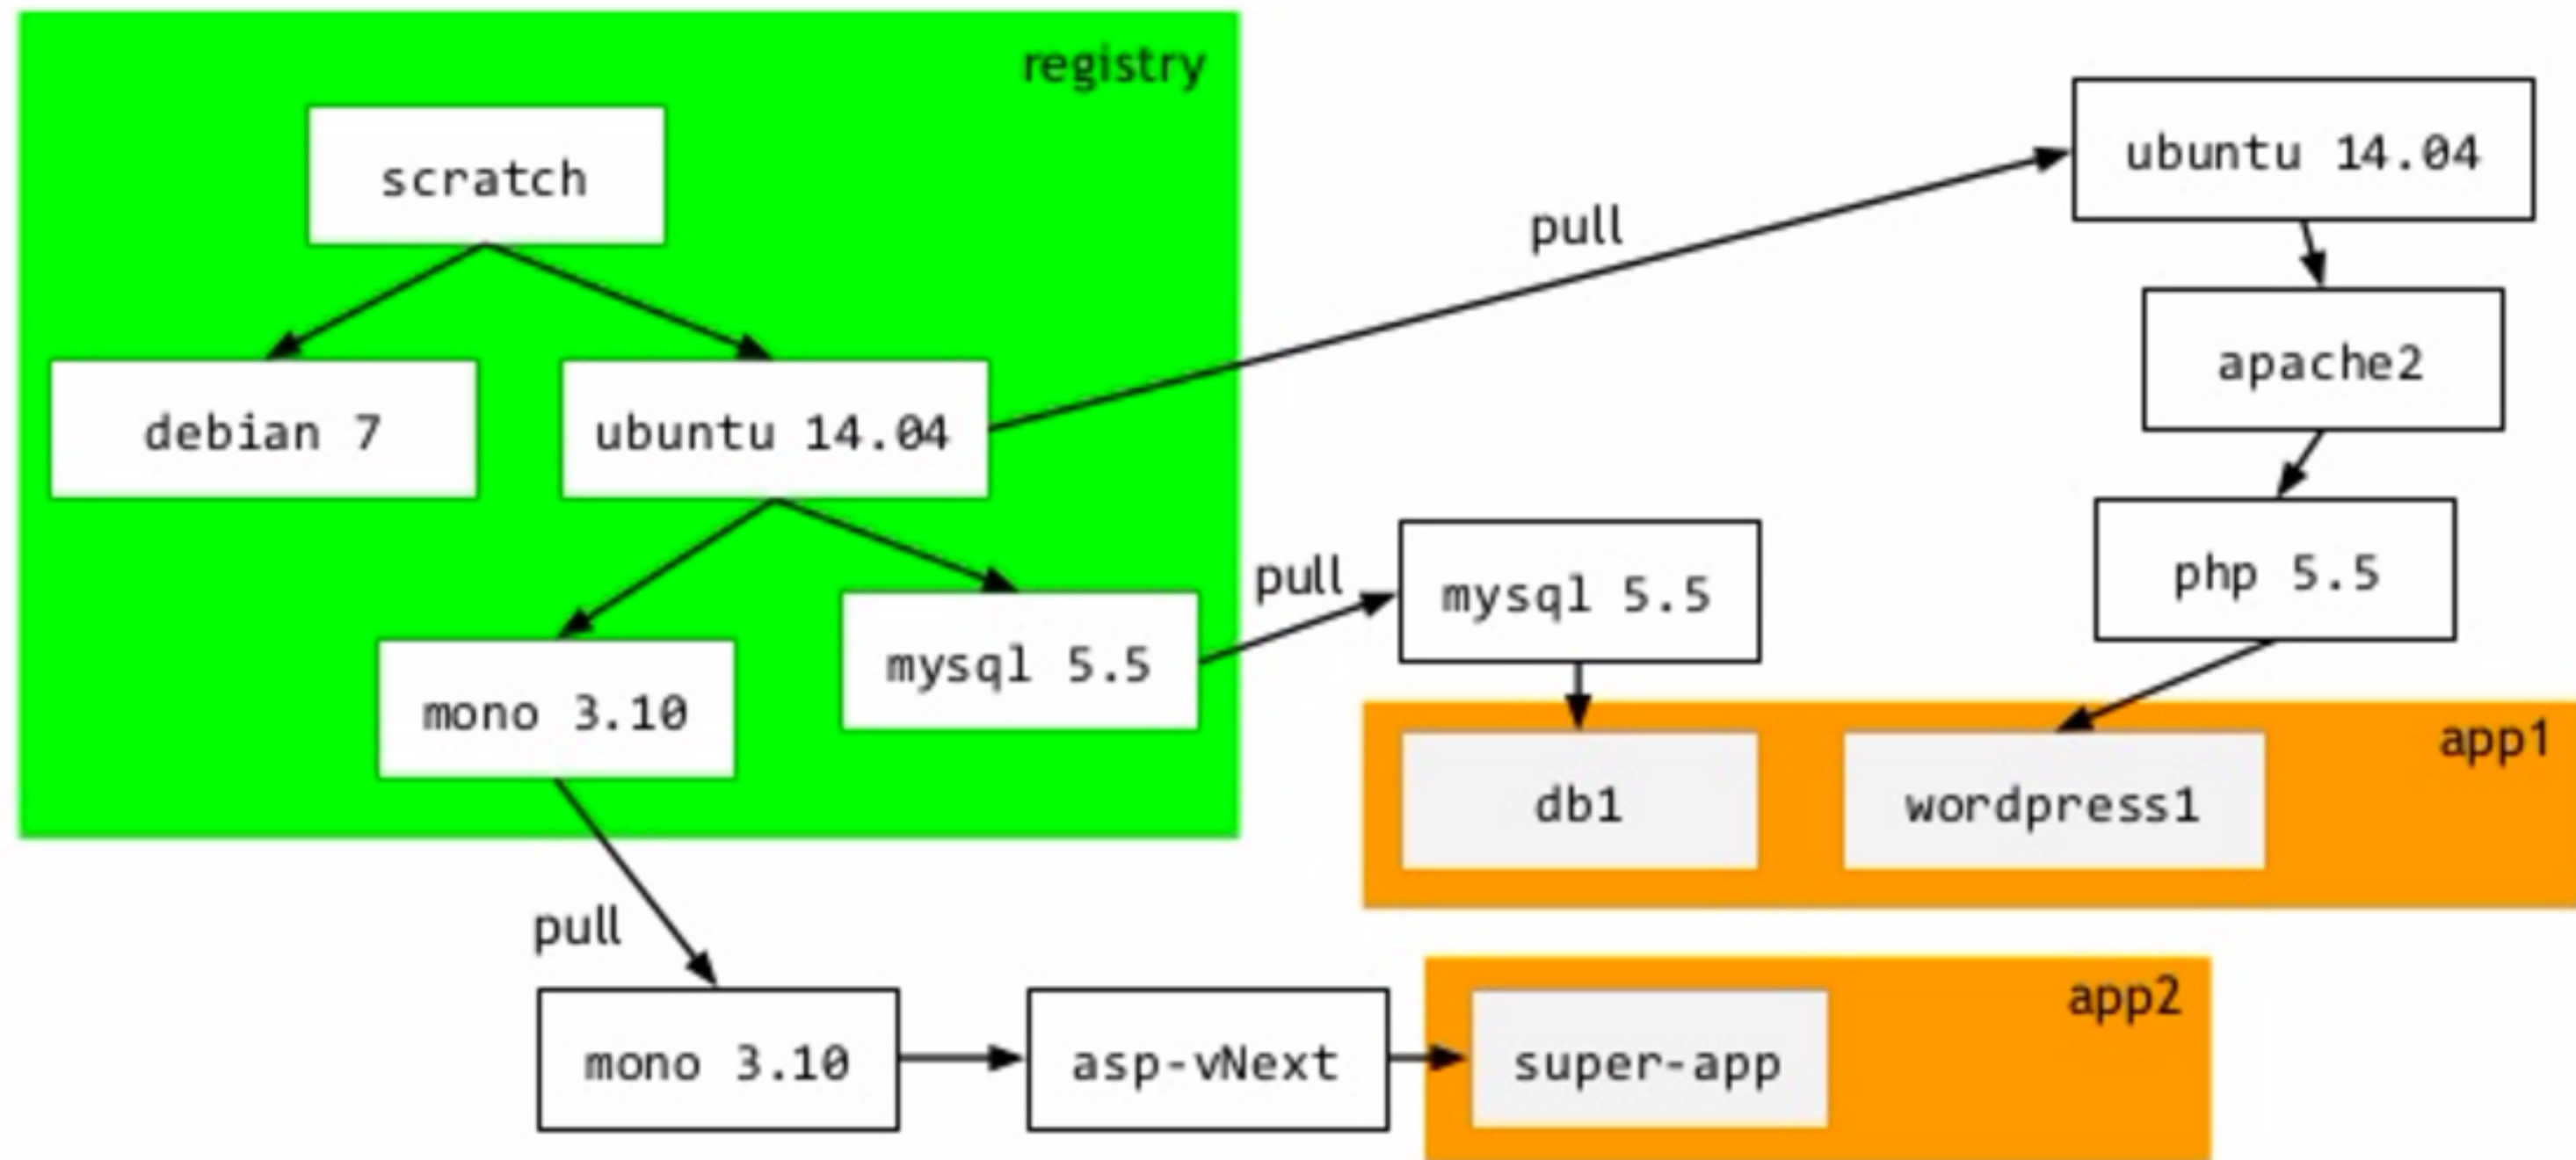 registry
scratch
debian 7
ubuntu 14.04
mono 3.10
mysql 5.5
pull
ubuntu 14.04
apache2
php 5.5
pull
mysql 5.5
app1
db1
wordpress1
pull
mono 3.10
asp-vNext
app2
super-app